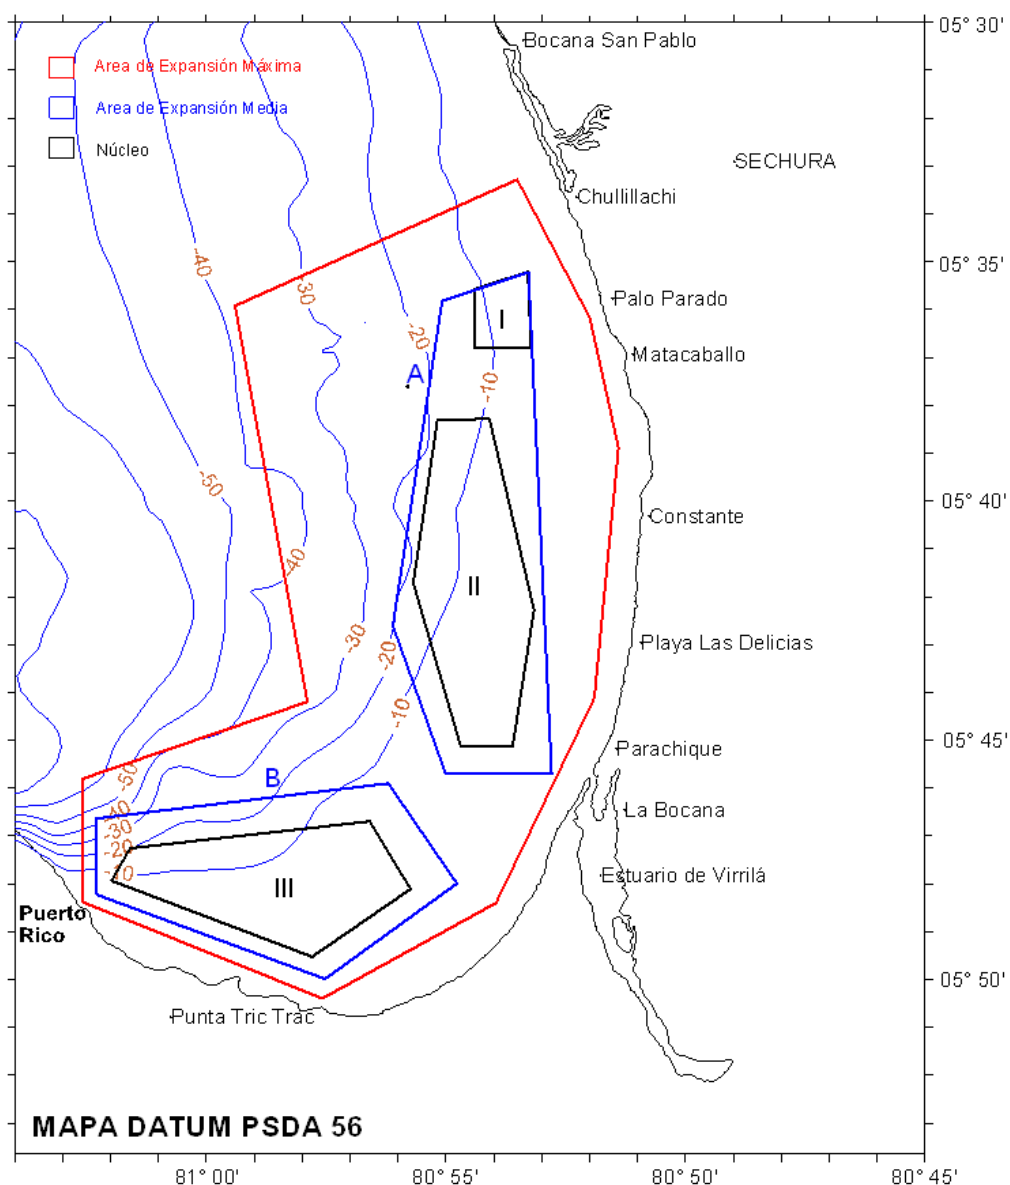 05° 30'
Bocana San Pablo
Area de Expansión Máxima
Area de Expansión Media
Núcleo
SECHURA
Chullillachi
-40
05° 35'
-30
Palo Parado
I
-20
Matacaballo
A
-10
-50
05° 40'
Constante
-40
II
-30
-20
Playa Las Delicias
-10
05° 45'
Parachique
-50
B
-40
La Bocana
-30
-20
-10
Estuario de Virrilá
III
Puerto
Rico
05° 50'
Punta Tric Trac
MAPA DATUM PSDA 56
81° 00'
80° 55'
80° 50'
80° 45'